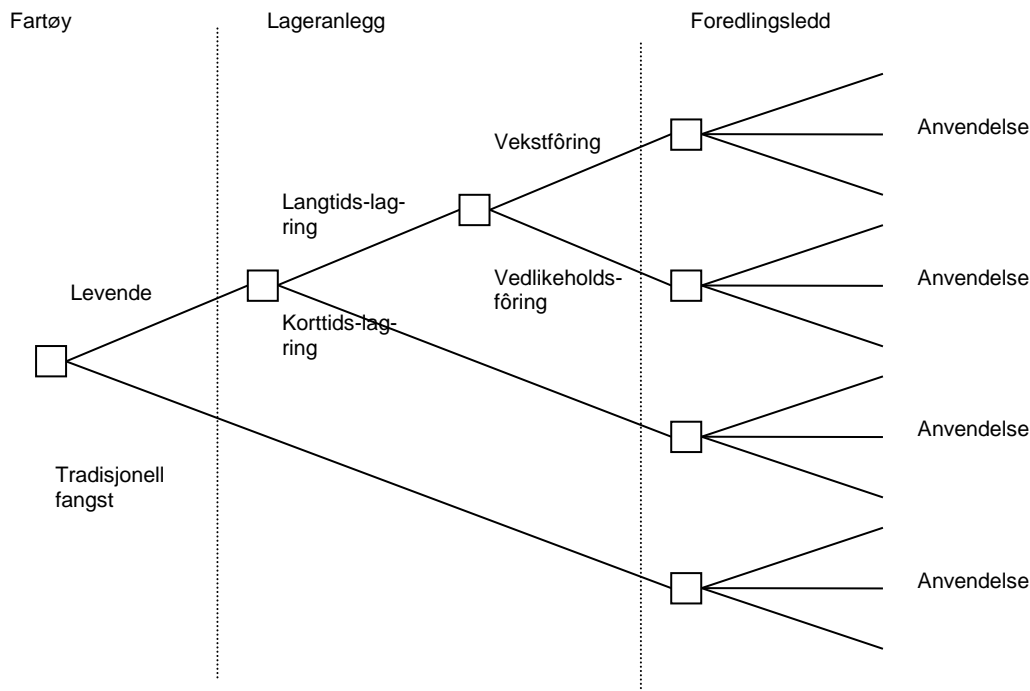 Fartøy
Lageranlegg
Foredlingsledd
Anvendelse
Vekstfôring
Langtids-lag-
ring
Vedlikeholds-
fôring
Anvendelse
Levende
Korttids-lag-
ring
Anvendelse
Tradisjonell
fangst
Anvendelse